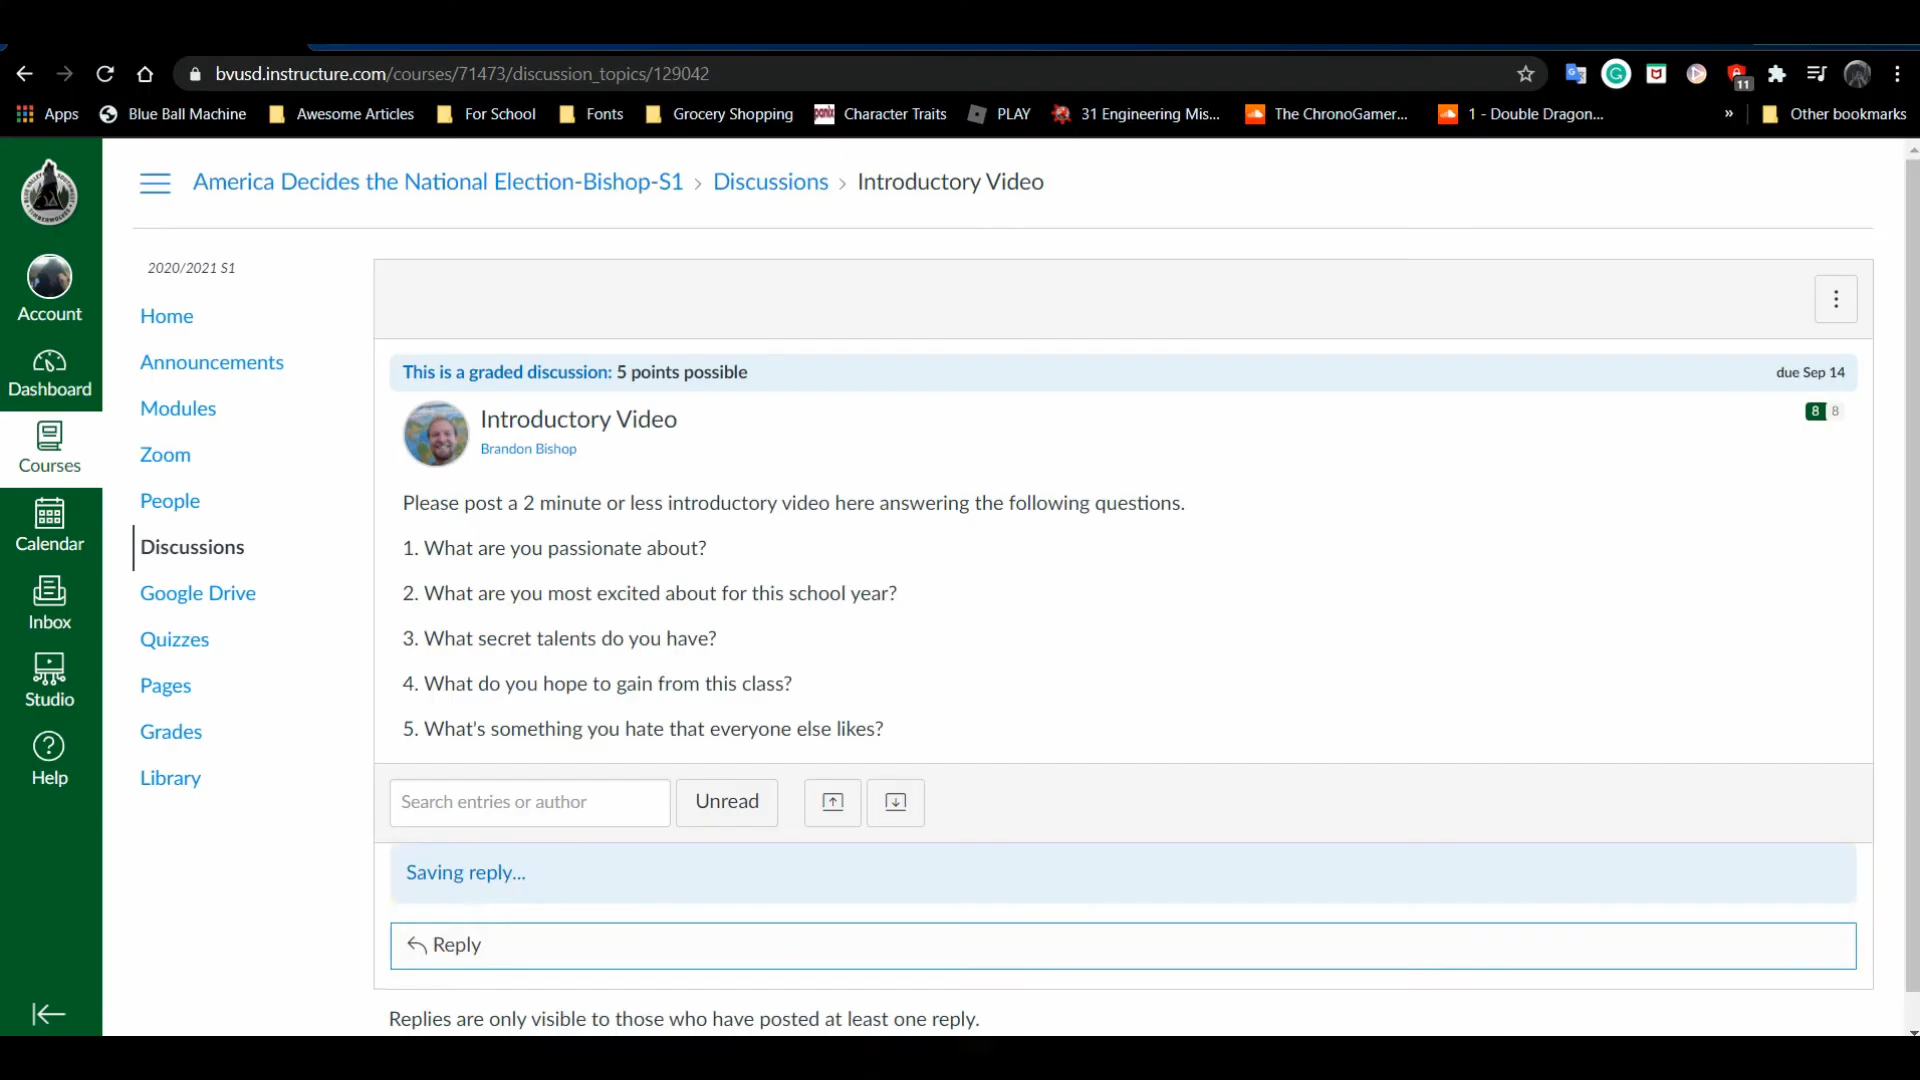 bvusd.instructure.com/courses/71473/discussion_topics/129042
11
Apps Blue Ball Machine Awesome Articles For School Fonts Grocery Shopping Character Traits PLAY 31 Engineering Mis... The ChronoGamer... 1 - Double Dragon... » Other bookmarks
America Decides the National Election-Bishop-S1 › Discussions › Introductory Video
Account
Dashboard
Courses
Calendar
Inbox
Studio
Help
2020/2021 S1
Home
Announcements
Modules
Zoom
People
Discussions
Google Drive
Quizzes
Pages
Grades
Library
This is a graded discussion: 5 points possible
due Sep 14
Introductory Video
8 8
Brandon Bishop
Please post a 2 minute or less introductory video here answering the following questions.
1. What are you passionate about?
2. What are you most excited about for this school year?
3. What secret talents do you have?
4. What do you hope to gain from this class?
5. What's something you hate that everyone else likes?
Search entries or author
Unread
Saving reply...
Reply
Replies are only visible to those who have posted at least one reply.